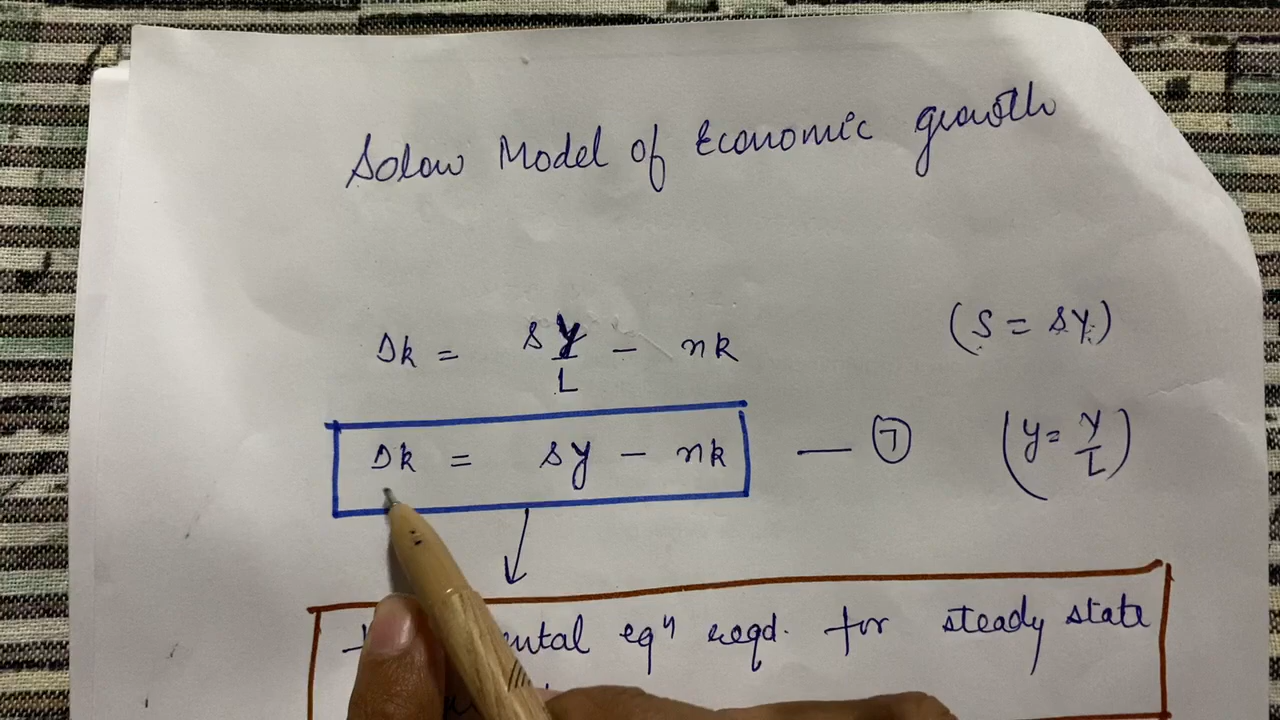 Solow Model of Economic growth
Δk = sY/L - nk (S = sY)
Δk = sy - nk — ⑦ (y = Y/L)
eqⁿ reqd. for steady state